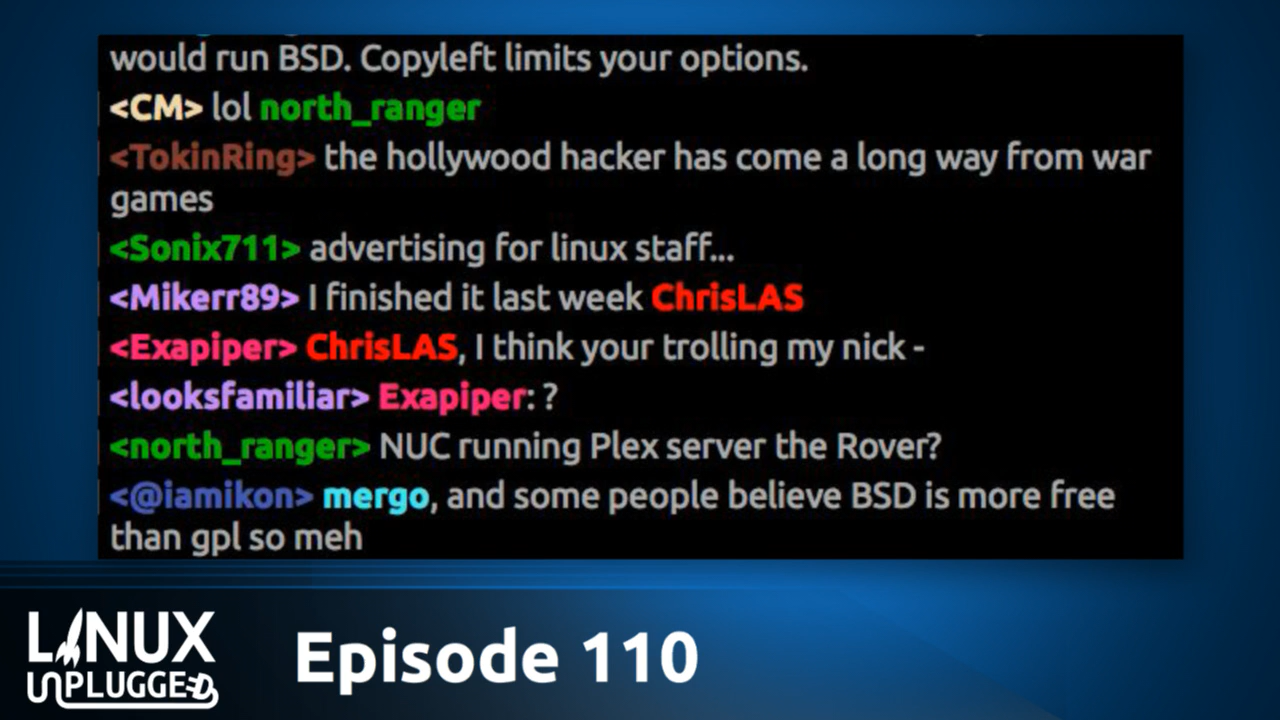 would run BSD. Copyleft limits your options.
<CM> lol north_ranger
<TokinRing> the hollywood hacker has come a long way from war
games
<Sonix711> advertising for linux staff...
<Mikerr89> I finished it last week ChrisLAS
<Exapiper> ChrisLAS, I think your trolling my nick -
<looksfamiliar> Exapiper: ?
<north_ranger> NUC running Plex server the Rover?
<@iamikon> mergo, and some people believe BSD is more free
than gpl so meh
LINUX
UNPLUGGED
Episode 110